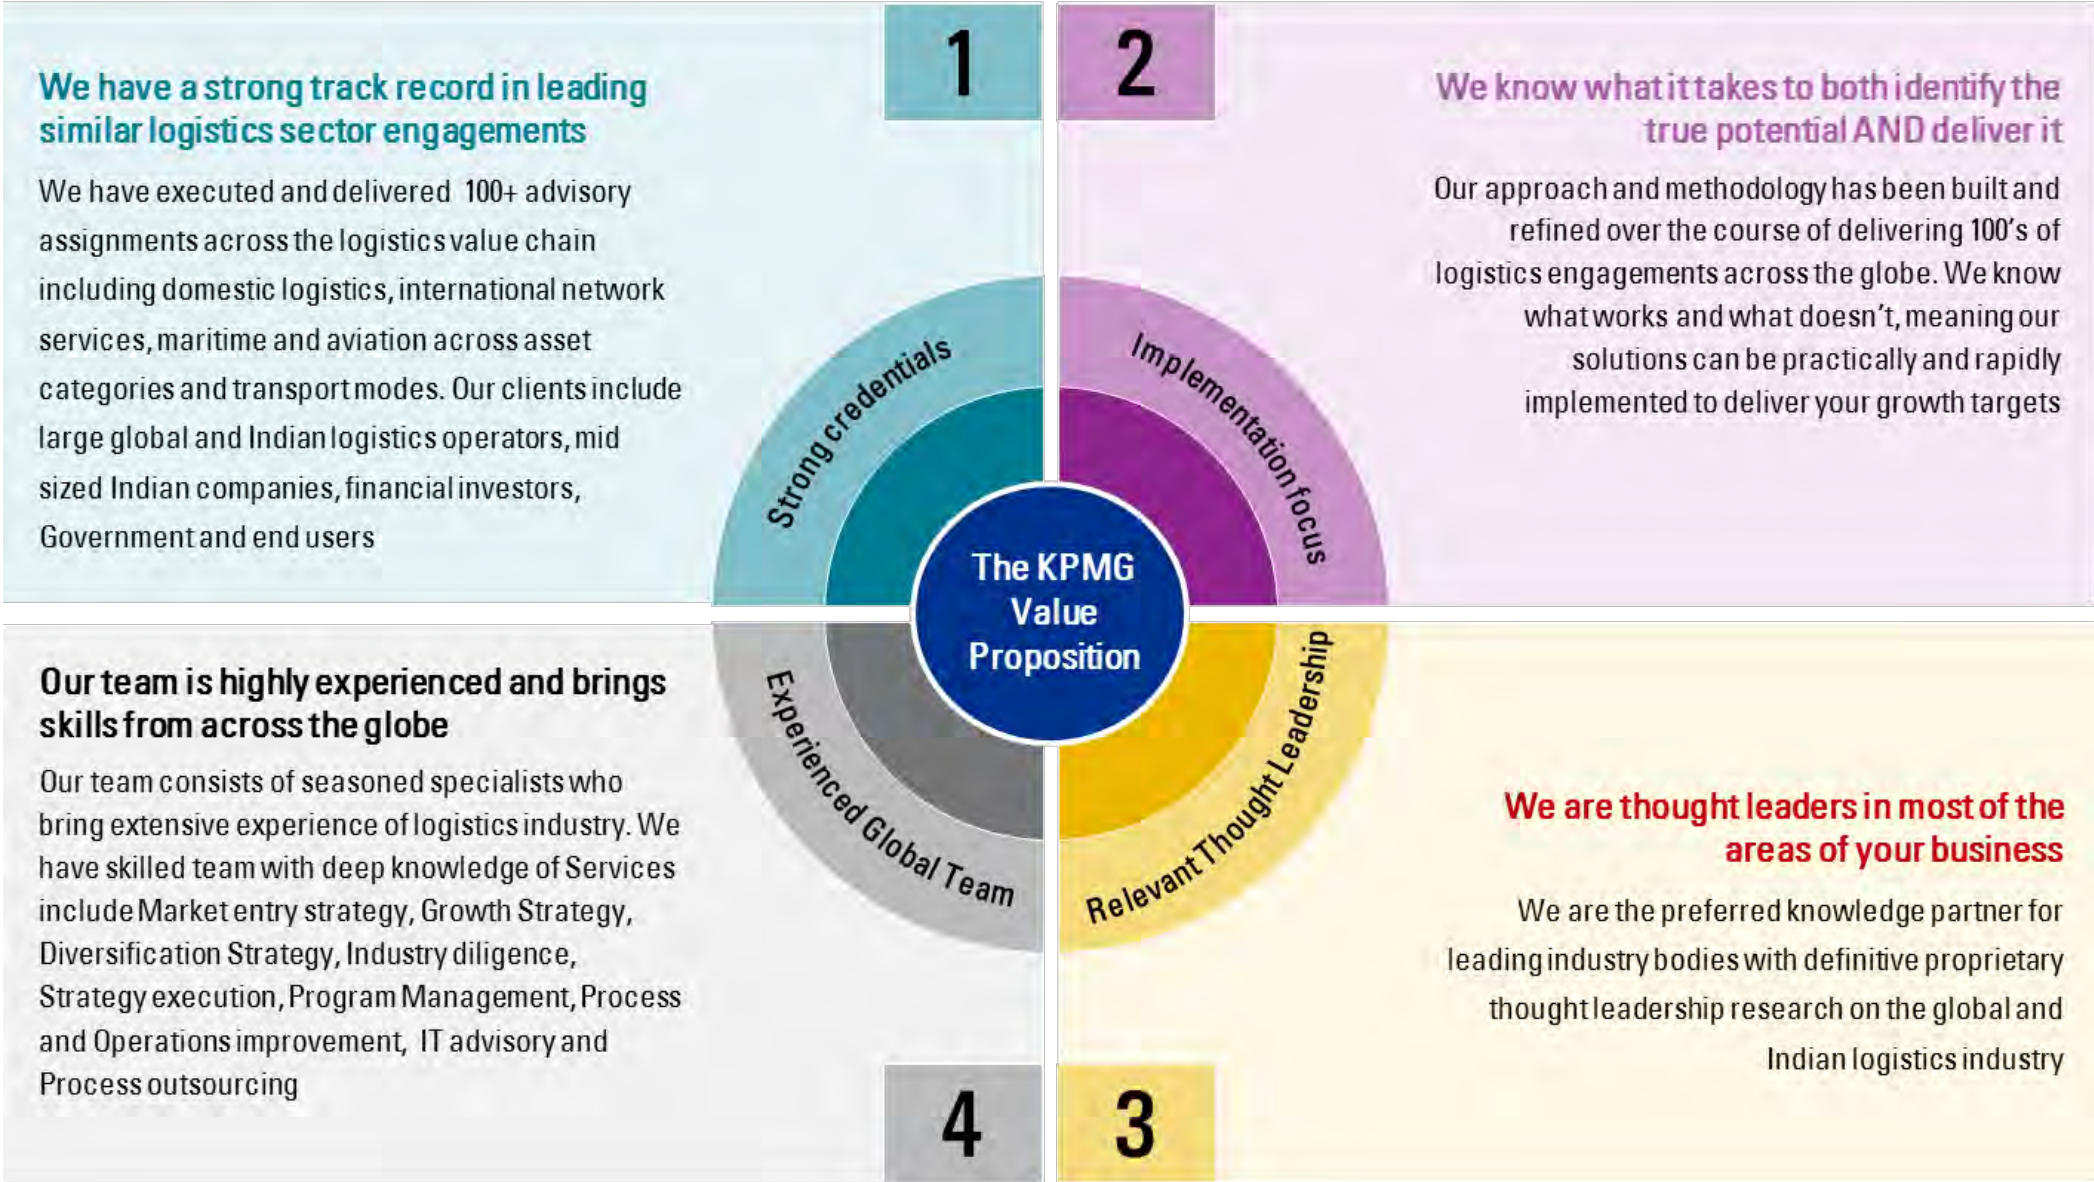 1
We have a strong track record in leading
similar logistics sector engagements
We have executed and delivered 100+ advisory
assignments across the logistics value chain
including domestic logistics, international network
services, maritime and aviation across asset
categories and transport modes. Our clients include
large global and Indian logistics operators, mid
sized Indian companies, financial investors,
Government and end users
Strong credentials
2
We know what it takes to both identify the
true potential AND deliver it
Our approach and methodology has been built and
refined over the course of delivering 100's of
logistics engagements across the globe. We know
what works and what doesn't, meaning our
solutions can be practically and rapidly
implemented to deliver your growth targets
Implementation focus
The KPMG
Value
Proposition
Relevant Thought Leadership
We are thought leaders in most of the
areas of your business
We are the preferred knowledge partner for
leading industry bodies with definitive proprietary
thought leadership research on the global and
Indian logistics industry
3
Experienced Global Team
Our team is highly experienced and brings
skills from across the globe
Our team consists of seasoned specialists who
bring extensive experience of logistics industry. We
have skilled team with deep knowledge of Services
include Market entry strategy, Growth Strategy,
Diversification Strategy, Industry diligence,
Strategy execution, Program Management, Process
and Operations improvement, IT advisory and
Process outsourcing
4